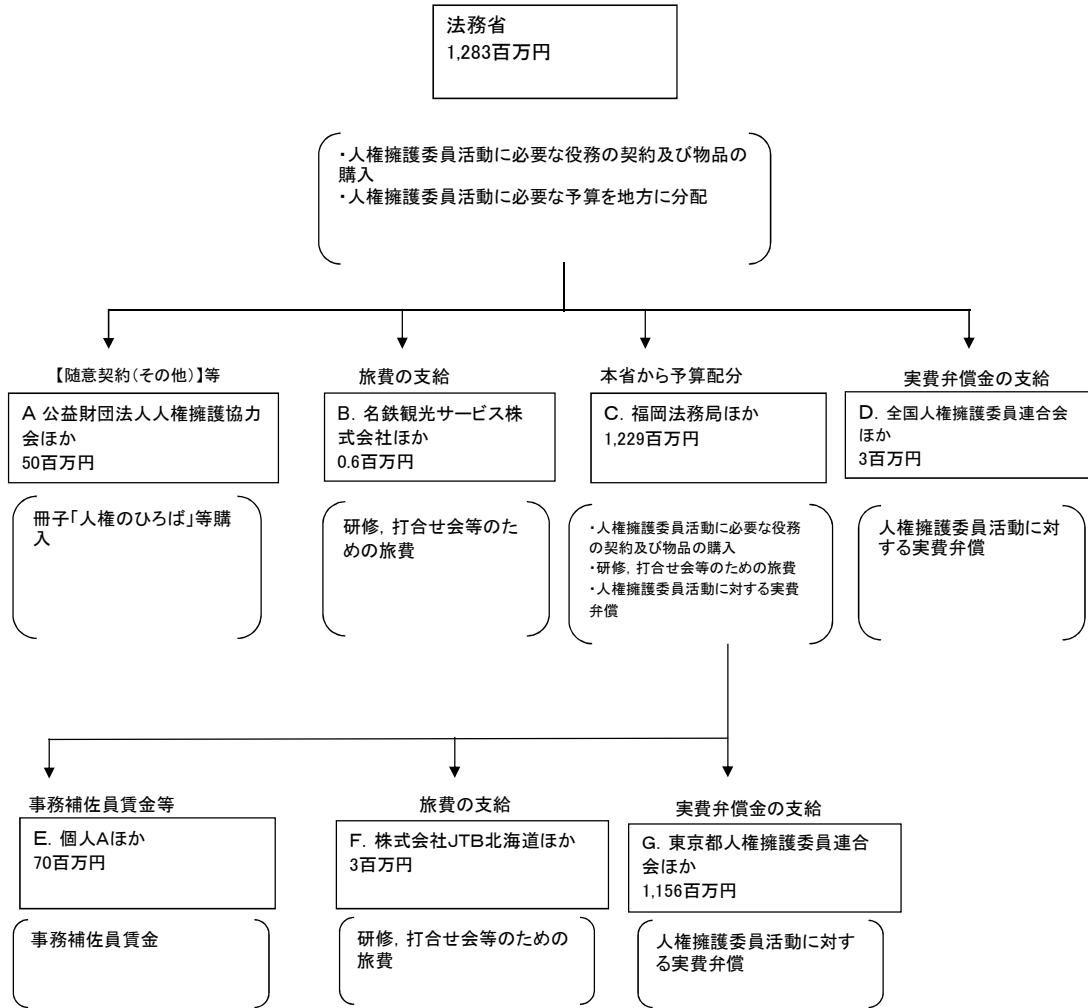 法務省
1,283百万円
・人権擁護委員活動に必要な役務の契約及び物品の
購入
・人権擁護委員活動に必要な予算を地方に分配
【随意契約(その他)】等
A 公益財団法人人権擁護協力
会ほか
50百万円
冊子「人権のひろば」等購
入
旅費の支給
B．名鉄観光サービス株
式会社ほか
0.6百万円
研修，打合せ会等のた
めの旅費
本省から予算配分
C．福岡法務局ほか
1,229百万円
・人権擁護委員活動に必要な役務
の契約及び物品の購入
・研修，打合せ会等のための旅費
・人権擁護委員活動に対する実費
弁償
実費弁償金の支給
D．全国人権擁護委員連合会
ほか
3百万円
人権擁護委員活動に対
する実費弁償
事務補佐員賃金等
E．個人Aほか
70百万円
事務補佐員賃金
旅費の支給
F．株式会社JTB北海道ほか
3百万円
研修，打合せ会等のための
旅費
実費弁償金の支給
G．東京都人権擁護委員連合
会ほか
1,156百万円
人権擁護委員活動に対す
る実費弁償